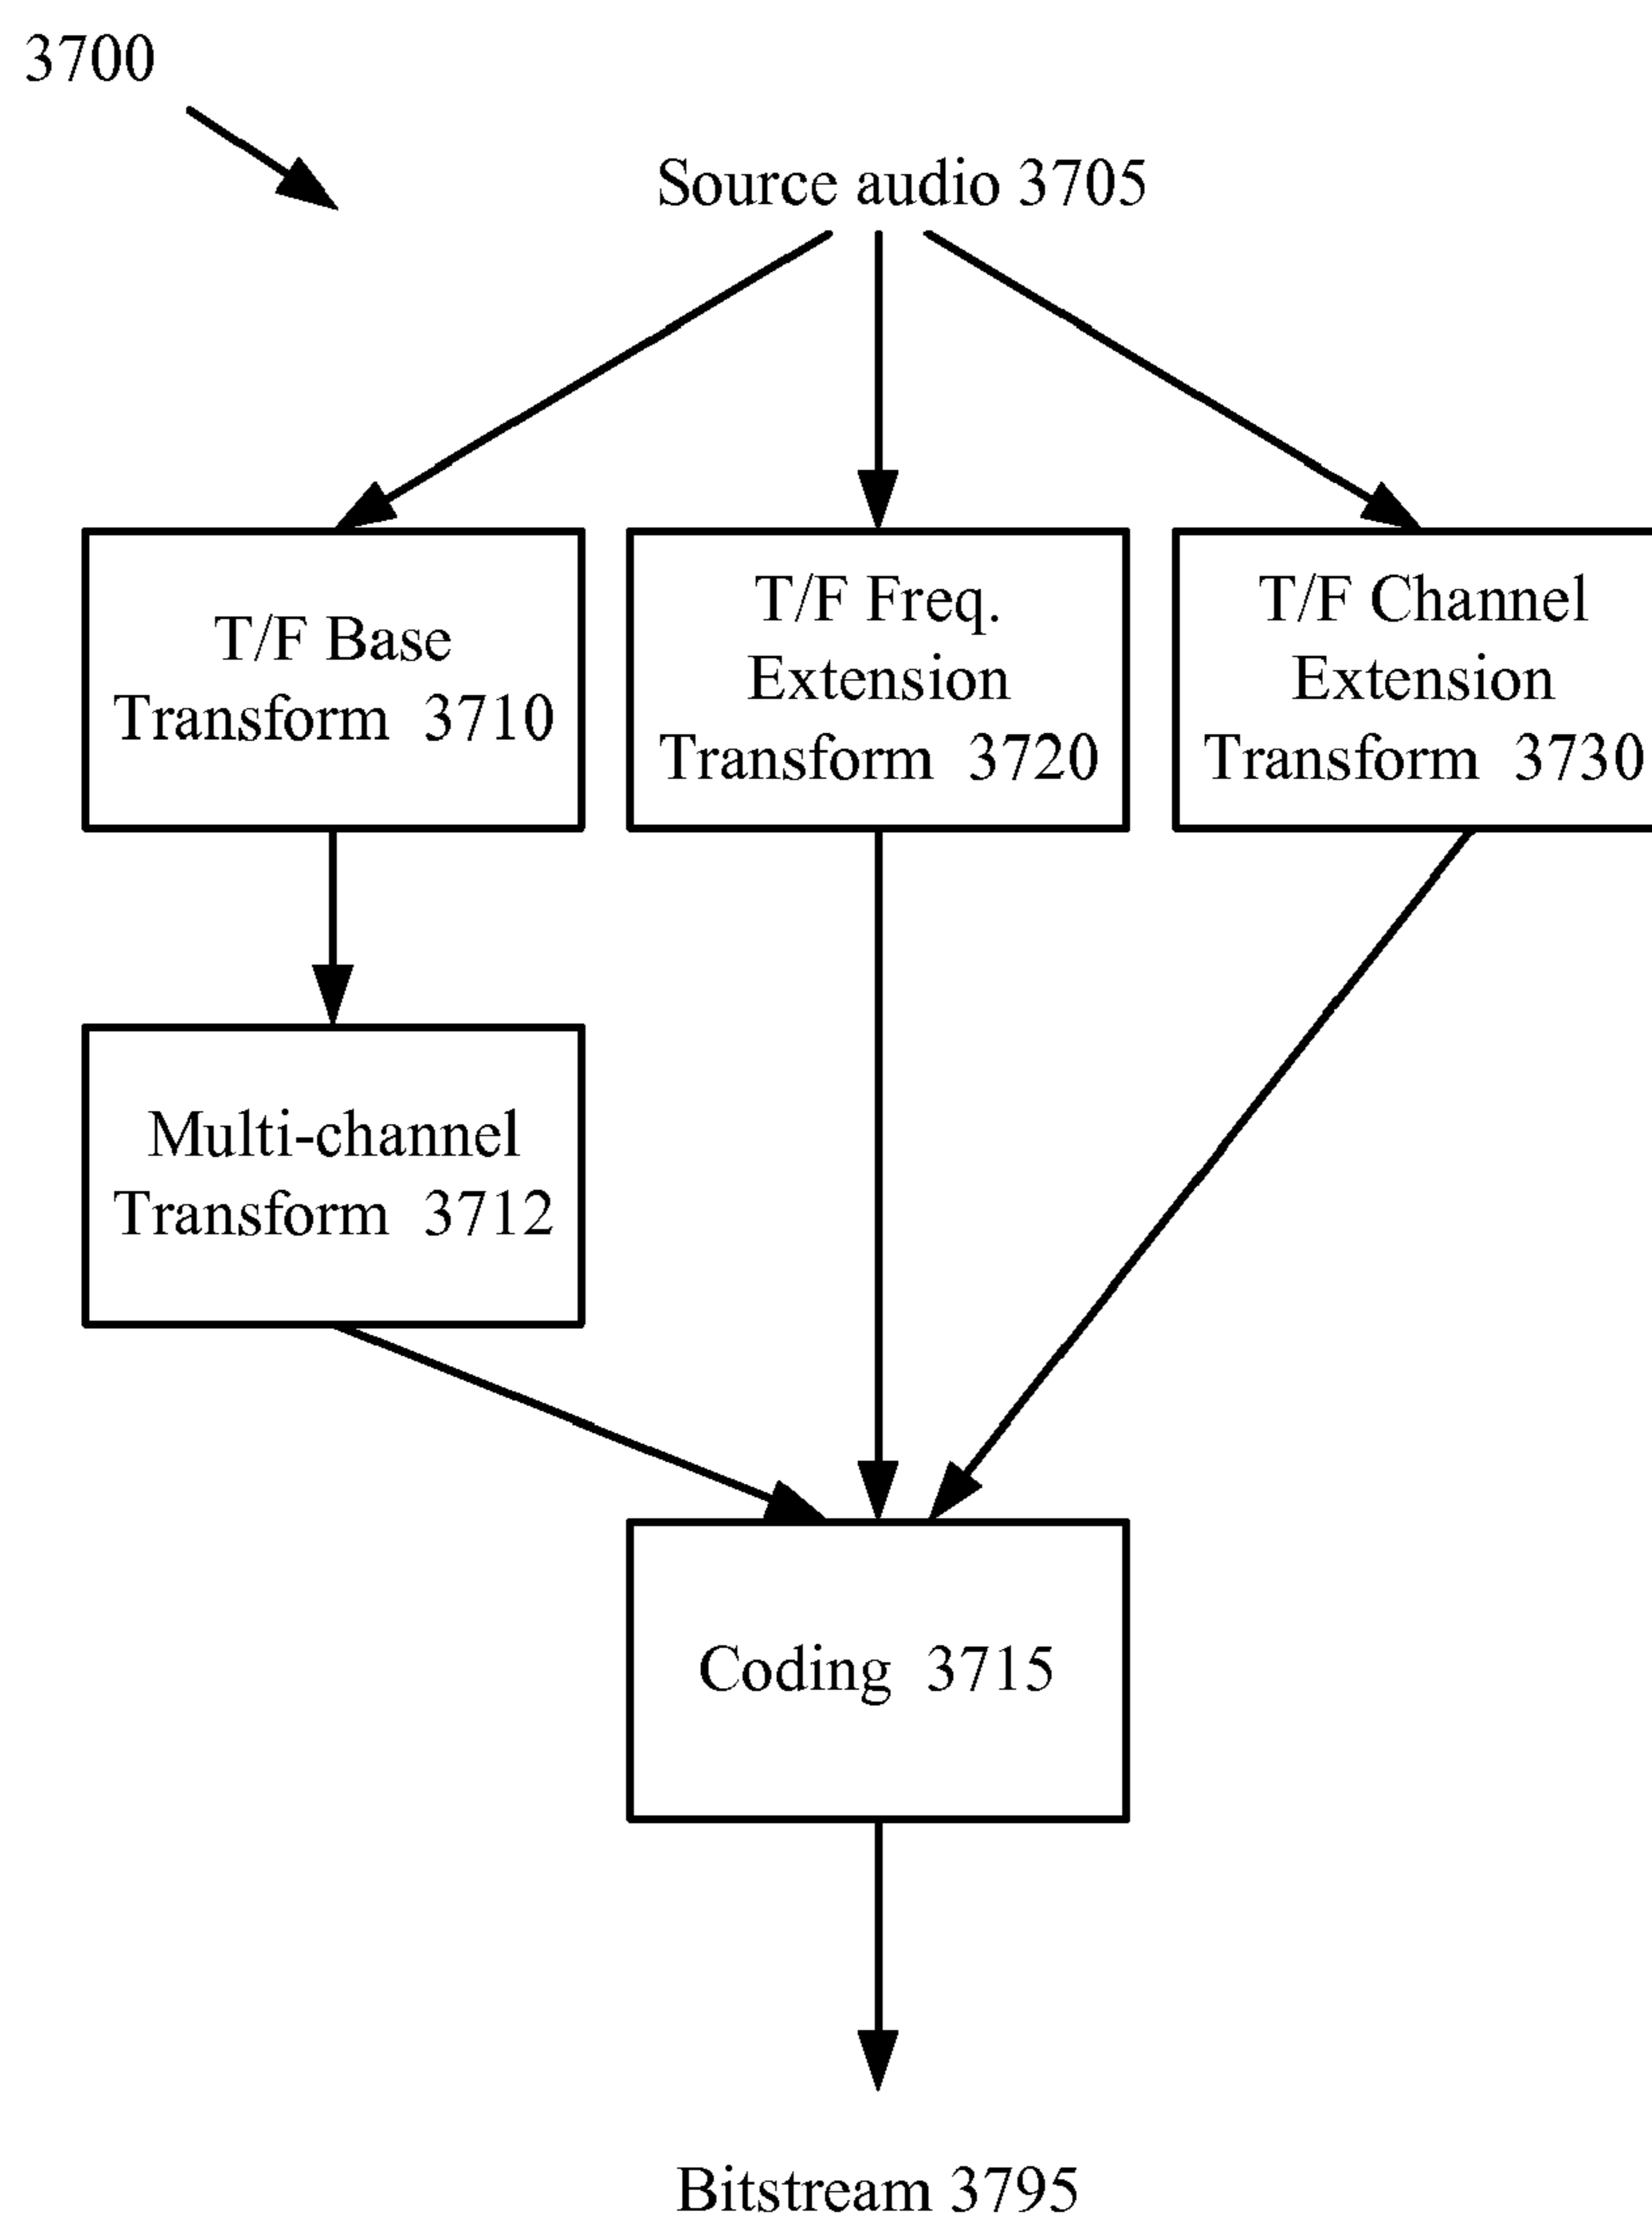 3700
Source audio 3705
T/F Base
Transform 3710
T/F Freq.
Extension
Transform 3720
T/F Channel
Extension
Transform 3730
Multi-channel
Transform 3712
Coding 3715
Bitstream 3795